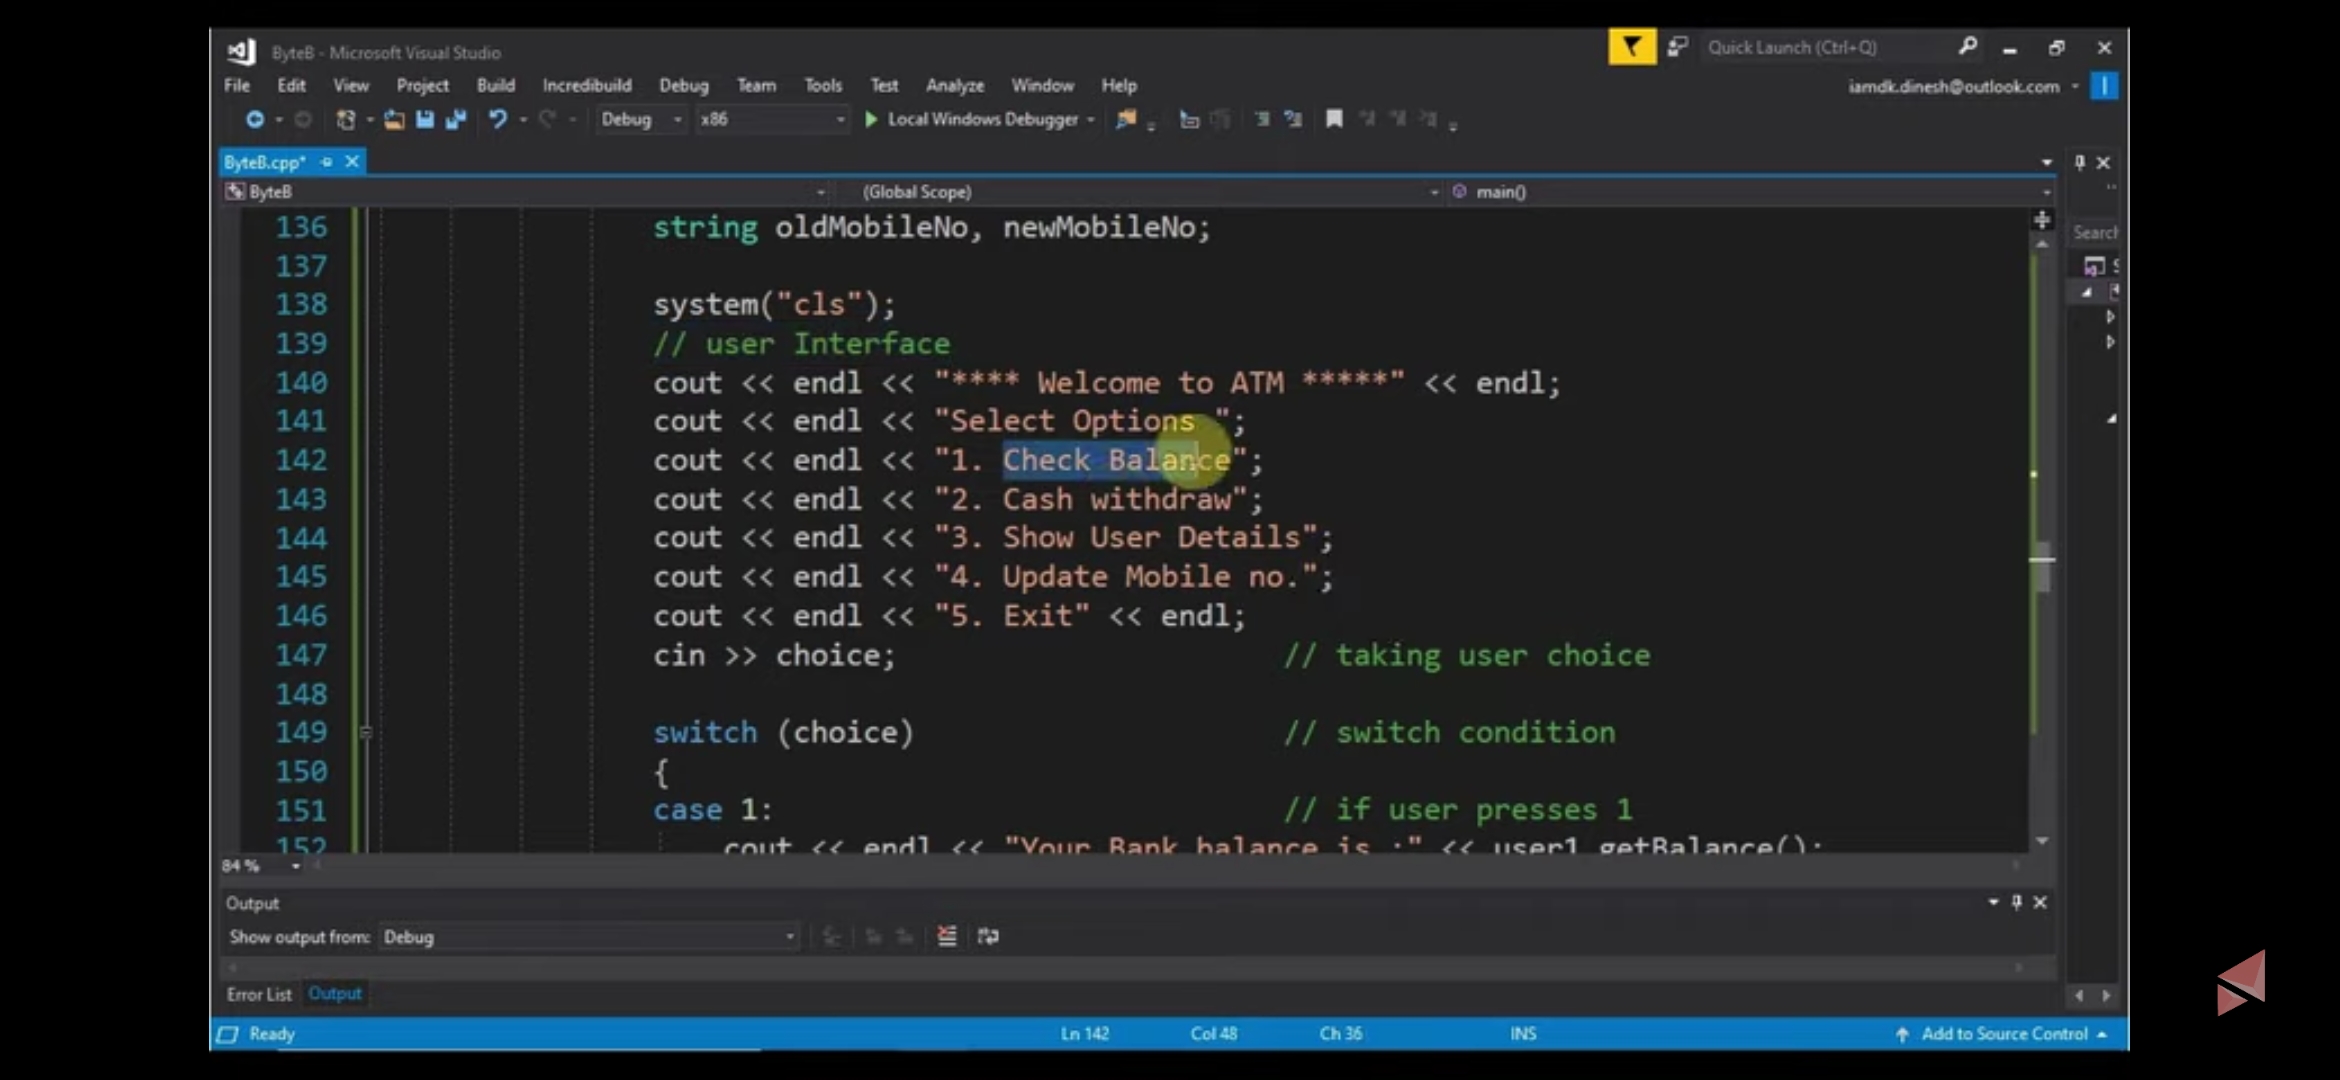 ByteB - Microsoft Visual Studio
Quick Launch (Ctrl+Q)
File Edit View Project Build Incredibuild Debug Team Tools Test Analyze Window Help
iamdk.dinesh@outlook.com
Debug x86 Local Windows Debugger
ByteB.cpp*
ByteB (Global Scope) main()
Search
136 string oldMobileNo, newMobileNo;
137
138 system("cls");
139 // user Interface
140 cout << endl << "**** Welcome to ATM *****" << endl;
141 cout << endl << "Select Options ";
142 cout << endl << "1. Check Balance";
143 cout << endl << "2. Cash withdraw";
144 cout << endl << "3. Show User Details";
145 cout << endl << "4. Update Mobile no.";
146 cout << endl << "5. Exit" << endl;
147 cin >> choice; // taking user choice
148
149 switch (choice) // switch condition
150 {
151 case 1: // if user presses 1
152 cout << endl << "Your Bank balance is :" << user1.getBalance();
84 %
Output
Show output from: Debug
Error List Output
Ready Ln 142 Col 48 Ch 36 INS Add to Source Control